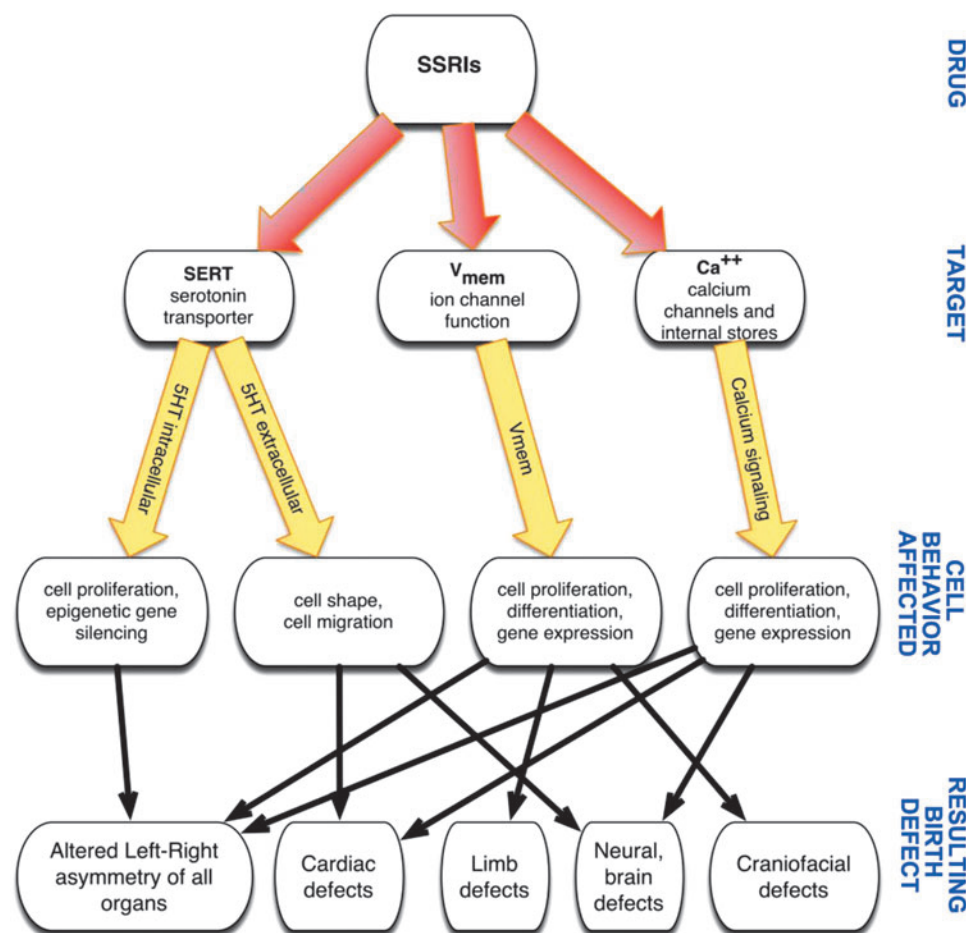 SSRIs
DRUG
SERT
serotonin
transporter
Vmem
ion channel
function
Ca++
calcium
channels and
internal stores
TARGET
5HT intracellular
5HT extracellular
Vmem
Calcium signaling
cell proliferation,
epigenetic gene
silencing
cell shape,
cell migration
cell proliferation,
differentiation,
gene expression
cell proliferation,
differentiation,
gene expression
CELL
BEHAVIOR
AFFECTED
Altered Left-Right
asymmetry of all
organs
Cardiac
defects
Limb
defects
Neural,
brain
defects
Craniofacial
defects
RESULTING
BIRTH
DEFECT